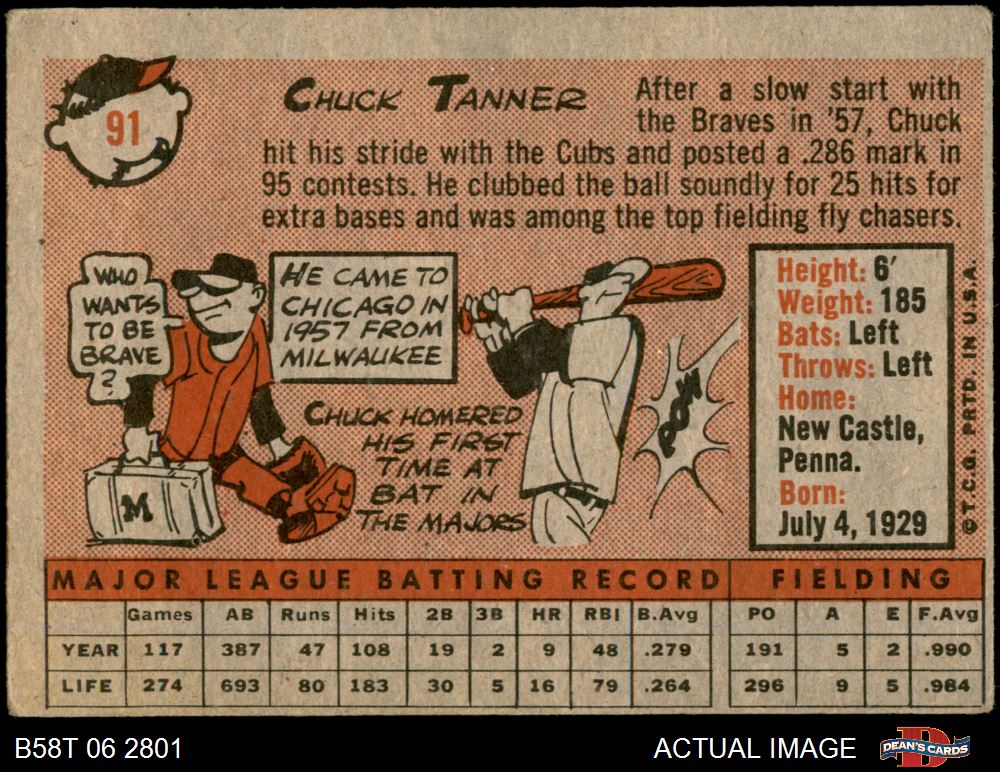 91
CHUCK TANNER
After a slow start with
the Braves in '57, Chuck
hit his stride with the Cubs and posted a .286 mark in
95 contests. He clubbed the ball soundly for 25 hits for
extra bases and was among the top fielding fly chasers.
WHO
WANTS
TO BE
BRAVE
?
HE CAME TO
CHICAGO IN
1957 FROM
MILWAUKEE
M
CHUCK HOMERED
HIS FIRST
TIME AT
BAT IN
THE MAJORS
POW
Height: 6'
Weight: 185
Bats: Left
Throws: Left
Home:
New Castle,
Penna.
Born:
July 4, 1929
© T.C.G. PRTD. IN U.S.A.
MAJOR LEAGUE BATTING RECORD FIELDING
Games AB Runs Hits 2B 3B HR RBI B.Avg PO A E F.Avg
YEAR 117 387 47 108 19 2 9 48 .279 191 5 2 .990
LIFE 274 693 80 183 30 5 16 79 .264 296 9 5 .984
B58T 06 2801 ACTUAL IMAGE DEAN'S CARDS